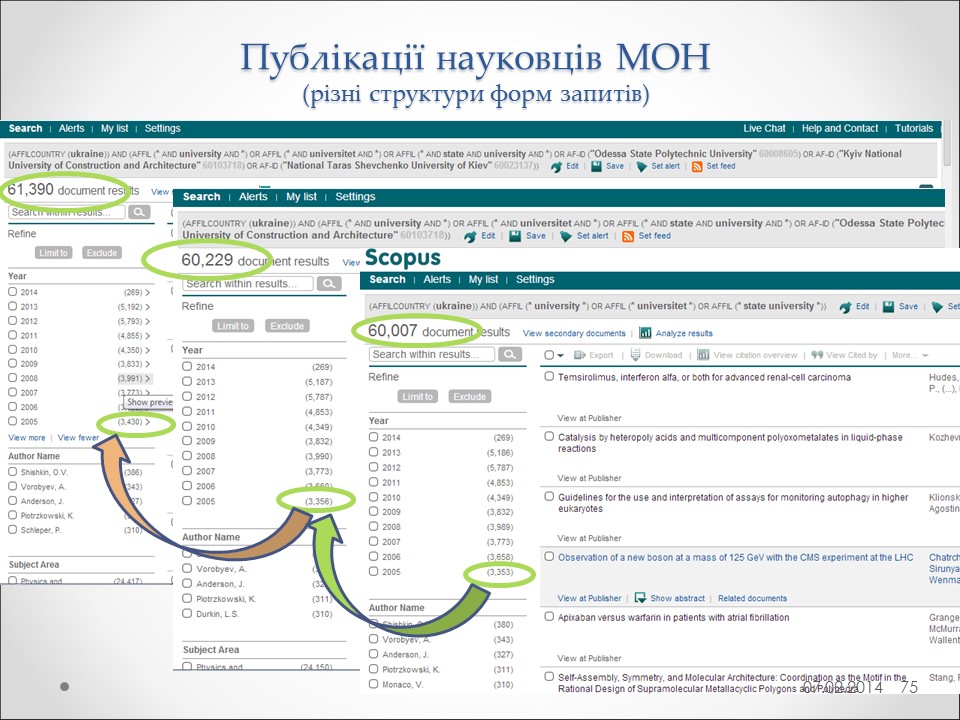 Публікації науковців МОН
(різні структури форм запитів)
Search | Alerts | My list | Settings
Live Chat | Help and Contact | Tutorials
(AFFILCOUNTRY (ukraine)) AND (AFFIL (* AND university AND *) OR AFFIL (* AND universitet AND *) OR AFFIL (* AND state AND university AND *) OR AF-ID ("Odessa State Polytechnic University" 60008605) OR AF-ID ("Kyiv National
University of Construction and Architecture" 60103718) OR AF-ID ("National Taras Shevchenko University of Kiev" 60023137)) Edit | Save | Set alert | Set feed
61,390 document results View
Search within results...
Refine
Limit to Exclude
Year
2014 (269)
2013 (5,192)
2012 (5,793)
2011 (4,855)
2010 (4,350)
2009 (3,833)
2008 (3,991)
2007 (3,773)
2006
Show preview
2005 (3,430)
View more | View fewer
Author Name
Shishkin, O.V. (386)
Vorobyev, A. (343)
Anderson, J.
Piotrzkowski, K.
Schleper, P. (310)
Subject Area
Physics and (24,417)
Search | Alerts | My list | Settings
(AFFILCOUNTRY (ukraine)) AND (AFFIL (* AND university AND *) OR AFFIL (* AND universitet AND *) OR AFFIL (* AND state AND university AND *) OR AF-ID ("Odessa State Polytec
University of Construction and Architecture" 60103718)) Edit | Save | Set alert | Set feed
60,229 document results View
Search within results...
Refine
Limit to Exclude
Year
2014 (269)
2013 (5,187)
2012 (5,787)
2011 (4,853)
2010 (4,349)
2009 (3,832)
2008 (3,990)
2007 (3,773)
2006 (3,660)
2005 (3,356)
Author Name
Vorobyev, A.
Anderson, J.
Piotrzkowski, K. (311)
Durkin, L.S. (310)
Subject Area
Physics and (24,150)
Scopus
Search | Alerts | My list | Settings
(AFFILCOUNTRY (ukraine)) AND (AFFIL (* university *) OR AFFIL (* universitet *) OR AFFIL (* state university *)) Edit | Save | Set
60,007 document results View secondary documents | Analyze results
Search within results...
Export | Download | View citation overview | View Cited by | More...
Refine
Limit to Exclude
Year
2014 (269)
2013 (5,186)
2012 (5,787)
2011 (4,853)
2010 (4,349)
2009 (3,832)
2008 (3,989)
2007 (3,773)
2006 (3,658)
2005 (3,353)
Author Name
Shishkin, O.V. (380)
Vorobyev, A. (343)
Anderson, J. (327)
Piotrzkowski, K. (311)
Monaco, V. (310)
Temsirolimus, interferon alfa, or both for advanced renal-cell carcinoma Hudes,
P., (...),
View at Publisher
Catalysis by heteropoly acids and multicomponent polyoxometalates in liquid-phase Kozhev
reactions
View at Publisher
Guidelines for the use and interpretation of assays for monitoring autophagy in higher Klionsk
eukaryotes Agostin
View at Publisher
Observation of a new boson at a mass of 125 GeV with the CMS experiment at the LHC Chatrch
Sirunya
Wenma
View at Publisher | Show abstract | Related documents
Apixaban versus warfarin in patients with atrial fibrillation Grange
McMurra
Wallent
View at Publisher
Self-Assembly, Symmetry, and Molecular Architecture: Coordination as the Motif in the Stang, F
Rational Design of Supramolecular Metallacyclic Polygons and Polyhedra
07.02.2014 75